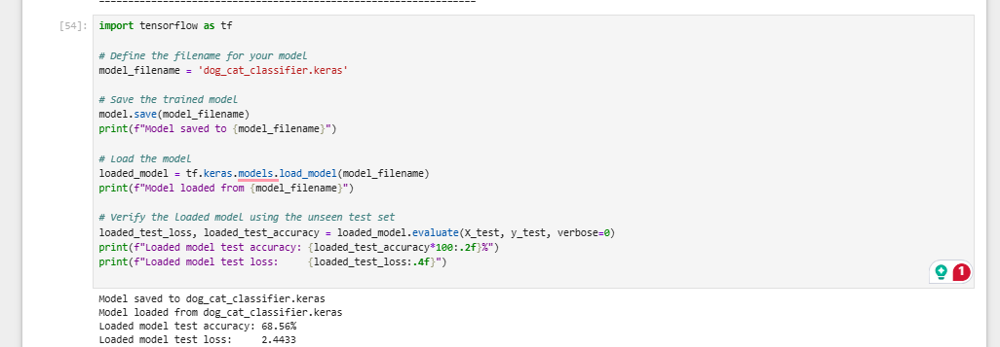 [54]: import tensorflow as tf
# Define the filename for your model
model_filename = 'dog_cat_classifier.keras'
# Save the trained model
model.save(model_filename)
print(f"Model saved to {model_filename}")
# Load the model
loaded_model = tf.keras.models.load_model(model_filename)
print(f"Model loaded from {model_filename}")
# Verify the loaded model using the unseen test set
loaded_test_loss, loaded_test_accuracy = loaded_model.evaluate(X_test, y_test, verbose=0)
print(f"Loaded model test accuracy: {loaded_test_accuracy*100:.2f}%")
print(f"Loaded model test loss:     {loaded_test_loss:.4f}")
1
Model saved to dog_cat_classifier.keras
Model loaded from dog_cat_classifier.keras
Loaded model test accuracy: 68.56%
Loaded model test loss:     2.4433